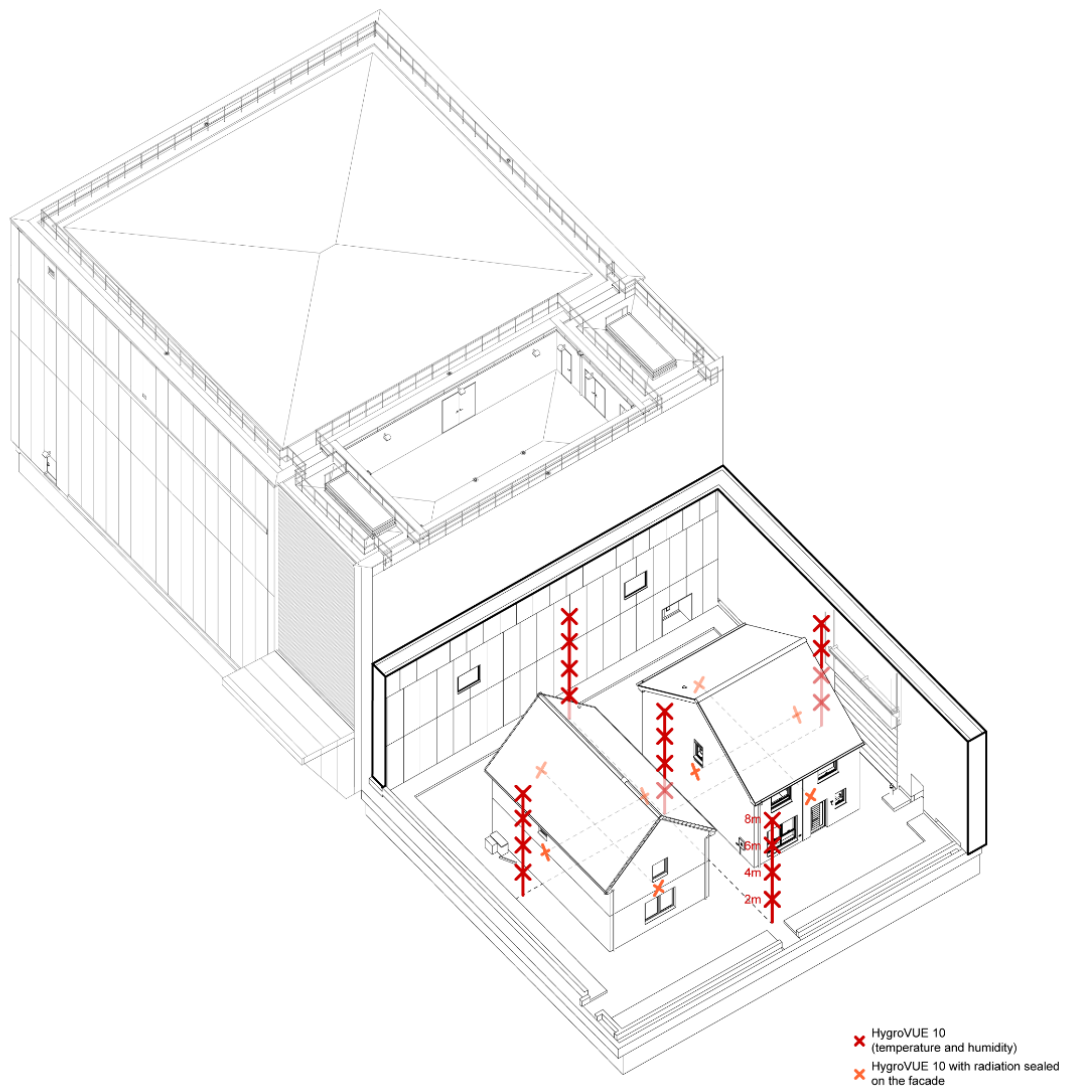 8m
6m
4m
2m
HygroVUE 10
(temperature and humidity)
HygroVUE 10 with radiation sealed
on the facade